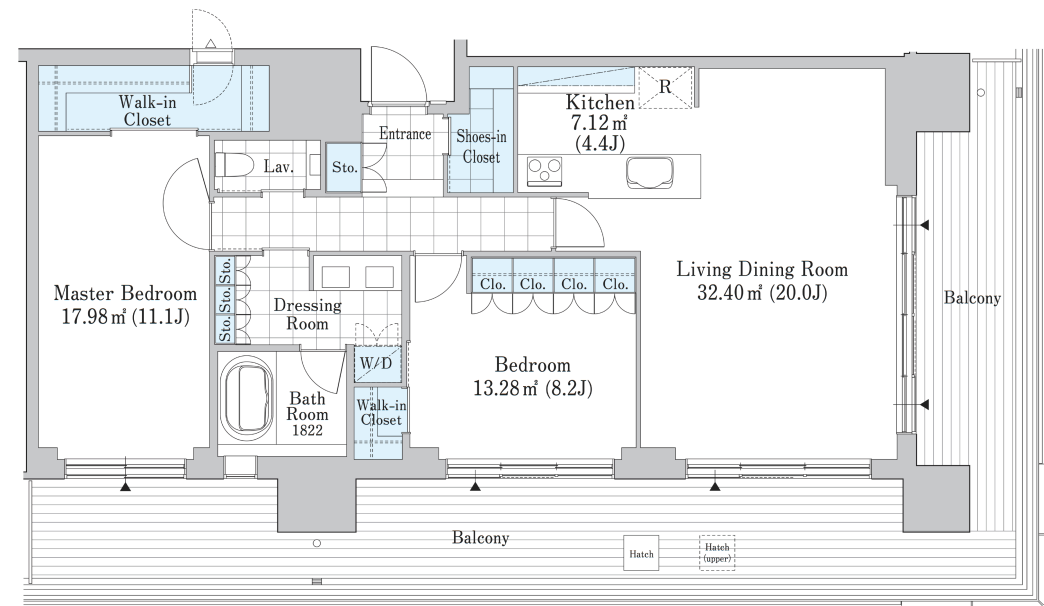 Walk-in
Closet
Entrance
Shoes-in
Closet
Kitchen
7.12㎡
(4.4J)
R
Lav.
Sto.
Master Bedroom
17.98㎡ (11.1J)
Sto.
Sto.
Sto.
Dressing
Room
W/D
Bath
Room
1822
Walk-in
Closet
Clo.
Clo.
Clo.
Clo.
Bedroom
13.28㎡ (8.2J)
Living Dining Room
32.40㎡ (20.0J)
Balcony
Balcony
Hatch
Hatch
(upper)